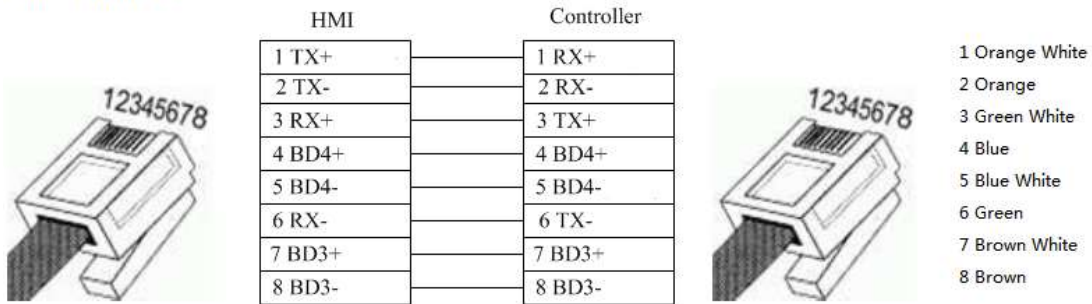 HMI
Controller
1 TX+
1 RX+
2 TX-
2 RX-
3 RX+
3 TX+
4 BD4+
4 BD4+
5 BD4-
5 BD4-
6 RX-
6 TX-
7 BD3+
7 BD3+
8 BD3-
8 BD3-
12345678
12345678
1 Orange White
2 Orange
3 Green White
4 Blue
5 Blue White
6 Green
7 Brown White
8 Brown